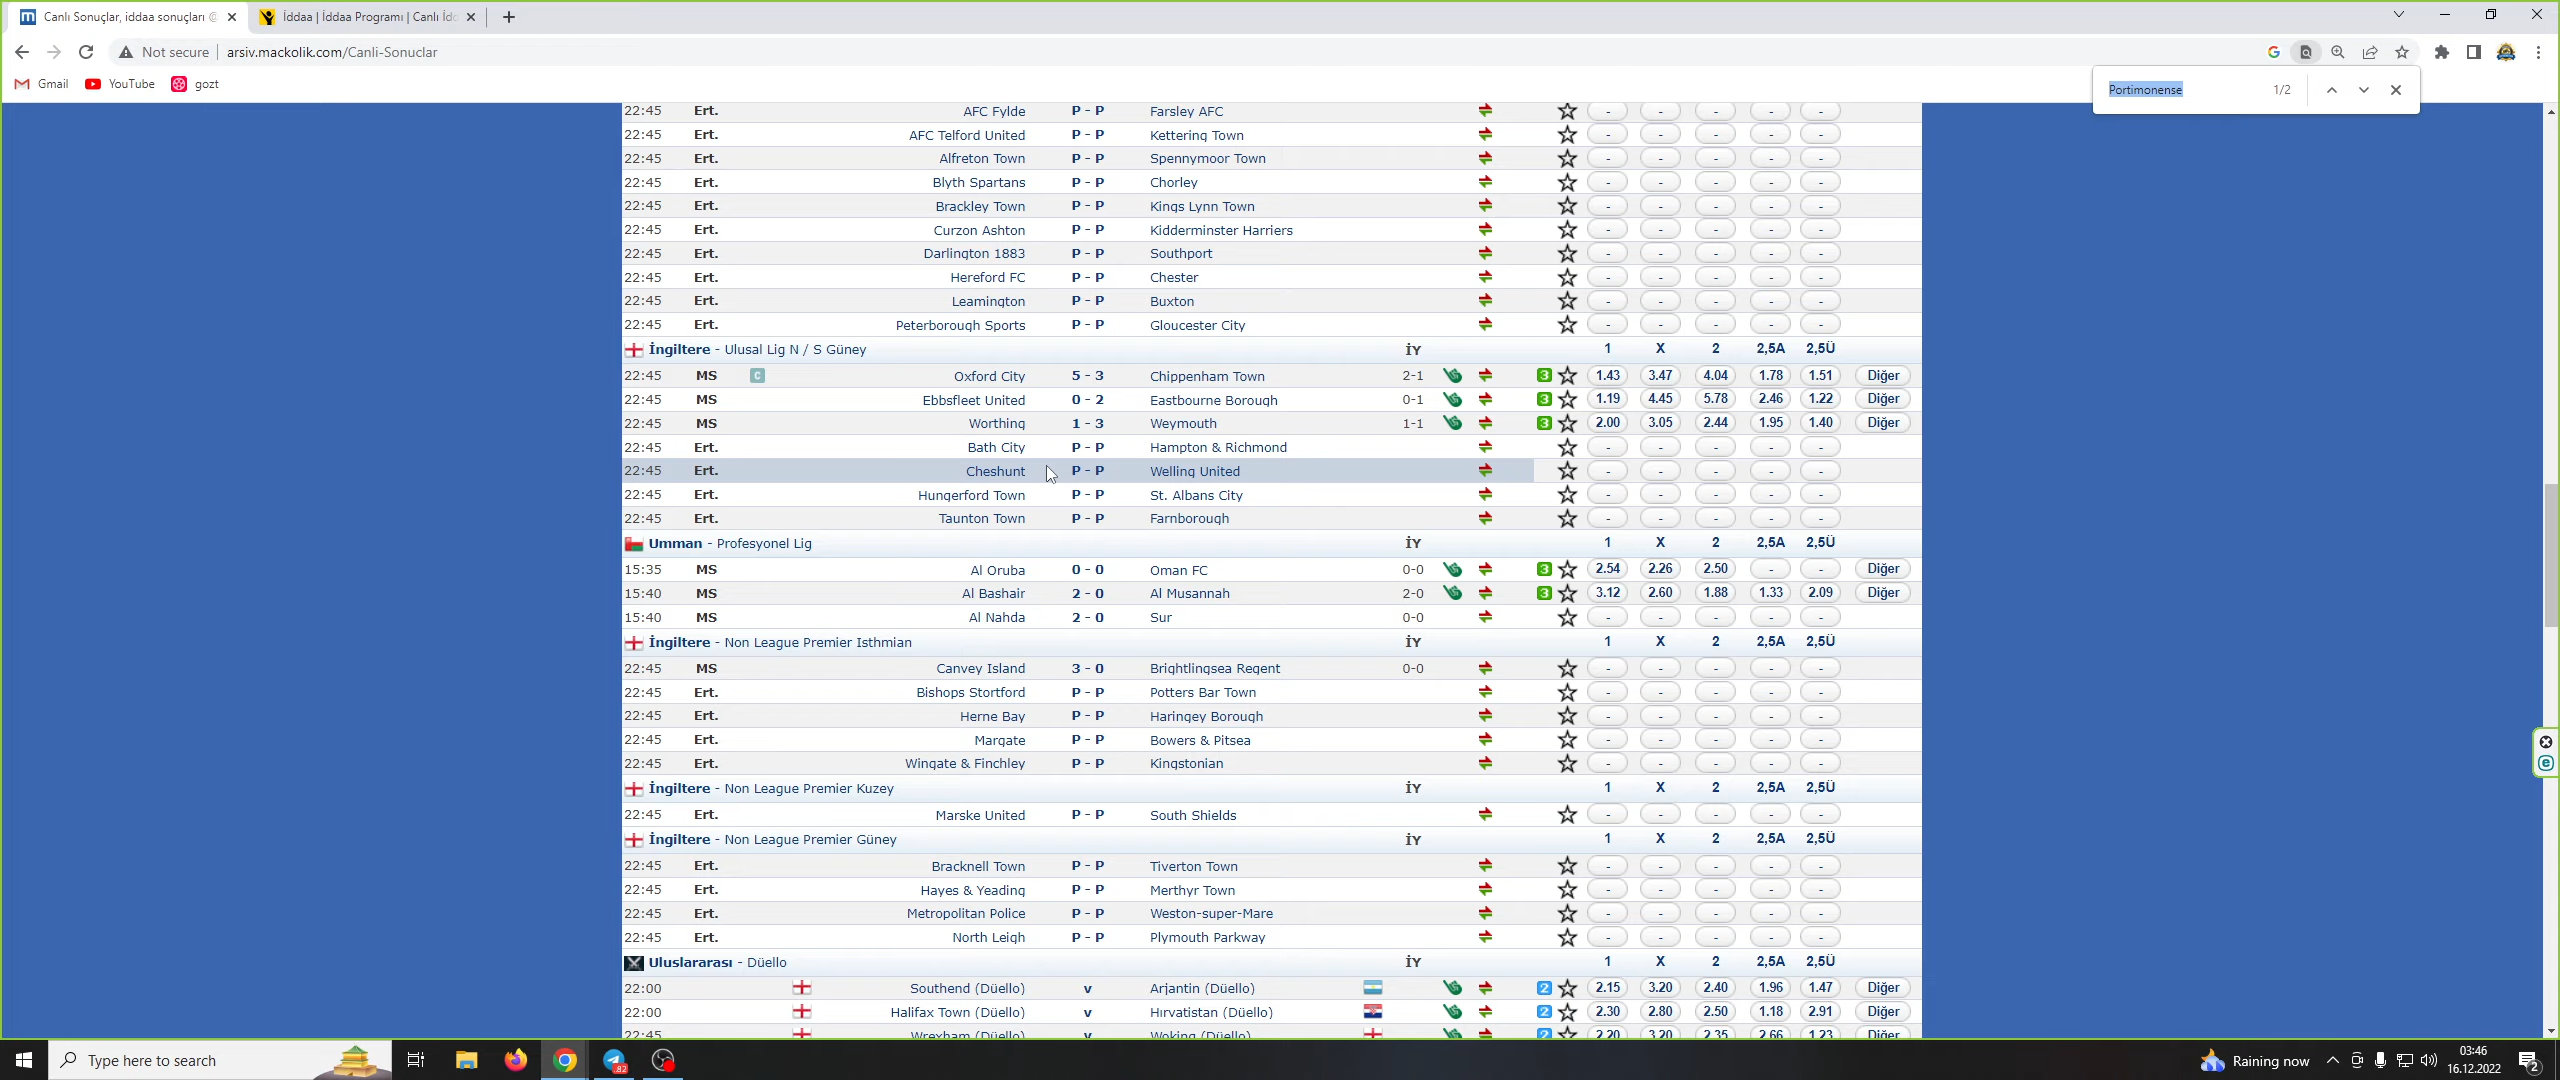 Canlı Sonuçlar, iddaa sonuçları @
İddaa | İddaa Programı | Canlı İdd
Not secure arsiv.mackolik.com/Canli-Sonuclar
Gmail YouTube gozt
Portimonense 1/2
22:45 Ert. AFC Fylde P - P Farsley AFC - - - - -
22:45 Ert. AFC Telford United P - P Kettering Town - - - - -
22:45 Ert. Alfreton Town P - P Spennymoor Town - - - - -
22:45 Ert. Blyth Spartans P - P Chorley - - - - -
22:45 Ert. Brackley Town P - P Kings Lynn Town - - - - -
22:45 Ert. Curzon Ashton P - P Kidderminster Harriers - - - - -
22:45 Ert. Darlington 1883 P - P Southport - - - - -
22:45 Ert. Hereford FC P - P Chester - - - - -
22:45 Ert. Leamington P - P Buxton - - - - -
22:45 Ert. Peterborough Sports P - P Gloucester City - - - - -
İngiltere - Ulusal Lig N / S Güney İY 1 X 2 2,5A 2,5Ü
22:45 MS C Oxford City 5 - 3 Chippenham Town 2-1 3 1.43 3.47 4.04 1.78 1.51 Diğer
22:45 MS Ebbsfleet United 0 - 2 Eastbourne Borough 0-1 3 1.19 4.45 5.78 2.46 1.22 Diğer
22:45 MS Worthing 1 - 3 Weymouth 1-1 3 2.00 3.05 2.44 1.95 1.40 Diğer
22:45 Ert. Bath City P - P Hampton & Richmond - - - - -
22:45 Ert. Cheshunt P - P Welling United - - - - -
22:45 Ert. Hungerford Town P - P St. Albans City - - - - -
22:45 Ert. Taunton Town P - P Farnborough - - - - -
Umman - Profesyonel Lig İY 1 X 2 2,5A 2,5Ü
15:35 MS Al Oruba 0 - 0 Oman FC 0-0 3 2.54 2.26 2.50 - - Diğer
15:40 MS Al Bashair 2 - 0 Al Musannah 2-0 3 3.12 2.60 1.88 1.33 2.09 Diğer
15:40 MS Al Nahda 2 - 0 Sur 0-0 - - - - -
İngiltere - Non League Premier Isthmian İY 1 X 2 2,5A 2,5Ü
22:45 MS Canvey Island 3 - 0 Brightlingsea Regent 0-0 - - - - -
22:45 Ert. Bishops Stortford P - P Potters Bar Town - - - - -
22:45 Ert. Herne Bay P - P Haringey Borough - - - - -
22:45 Ert. Margate P - P Bowers & Pitsea - - - - -
22:45 Ert. Wingate & Finchley P - P Kingstonian - - - - -
İngiltere - Non League Premier Kuzey İY 1 X 2 2,5A 2,5Ü
22:45 Ert. Marske United P - P South Shields - - - - -
İngiltere - Non League Premier Güney İY 1 X 2 2,5A 2,5Ü
22:45 Ert. Bracknell Town P - P Tiverton Town - - - - -
22:45 Ert. Hayes & Yeading P - P Merthyr Town - - - - -
22:45 Ert. Metropolitan Police P - P Weston-super-Mare - - - - -
22:45 Ert. North Leigh P - P Plymouth Parkway - - - - -
Uluslararası - Düello İY 1 X 2 2,5A 2,5Ü
22:00 Southend (Düello) v Arjantin (Düello) 2 2.15 3.20 2.40 1.96 1.47 Diğer
22:00 Halifax Town (Düello) v Hırvatistan (Düello) 2 2.30 2.80 2.50 1.18 2.91 Diğer
22:45 Wrexham (Düello) v Woking (Düello) 2 2.20 3.20 2.35 2.66 1.23 Diğer
Type here to search 82 Raining now 03:46
16.12.2022 2